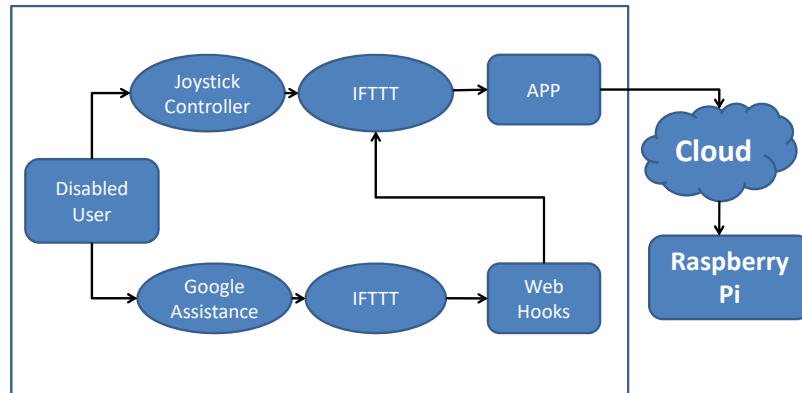 Joystick
Controller
IFTTT
APP
Cloud
Disabled
User
Google
Assistance
IFTTT
Web
Hooks
Raspberry
Pi